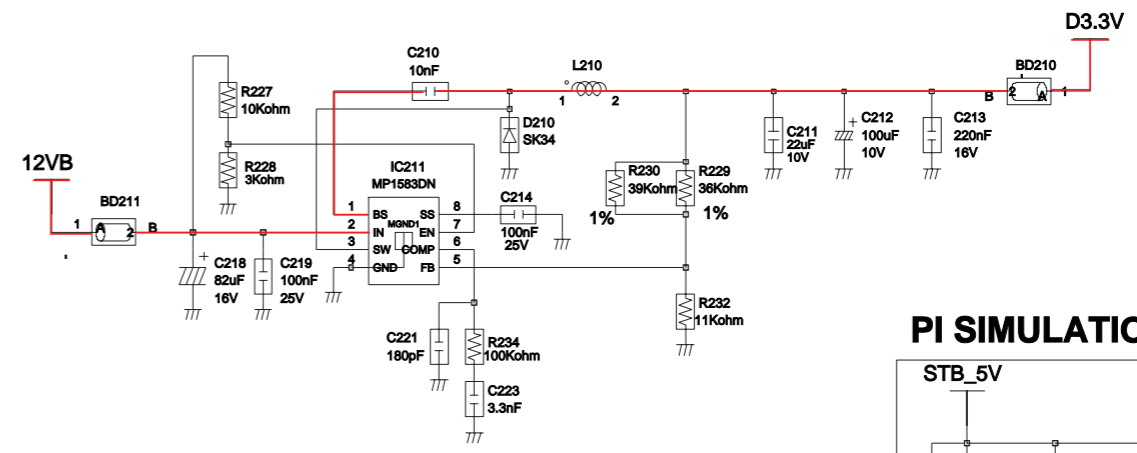 D3.3V
C210
10nF
L210
1
2
BD210
B
2
A
1
R227
10Kohm
D210
SK34
C211
22uF
10V
+
C212
100uF
10V
C213
220nF
16V
12VB
R228
3Kohm
IC211
MP1583DN
R230
39Kohm
1%
R229
36Kohm
1%
BD211
1
A
2
B
1
BS
SS
8
C214
100nF
25V
MGND1
2
IN
EN
7
3
SW
COMP
6
4
GND
FB
5
+
C218
82uF
16V
C219
100nF
25V
R232
11Kohm
C221
180pF
R234
100Kohm
C223
3.3nF
PI SIMULATIO
STB_5V